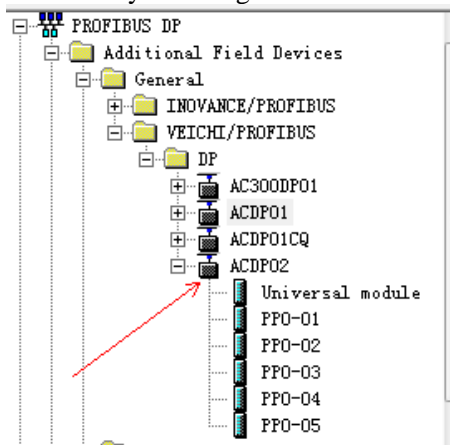 PROFIBUS DP
Additional Field Devices
General
INOVANCE/PROFIBUS
VEICHI/PROFIBUS
DP
AC300DP01
ACDP01
ACDP01CQ
ACDP02
Universal module
PPO-01
PPO-02
PPO-03
PPO-04
PPO-05